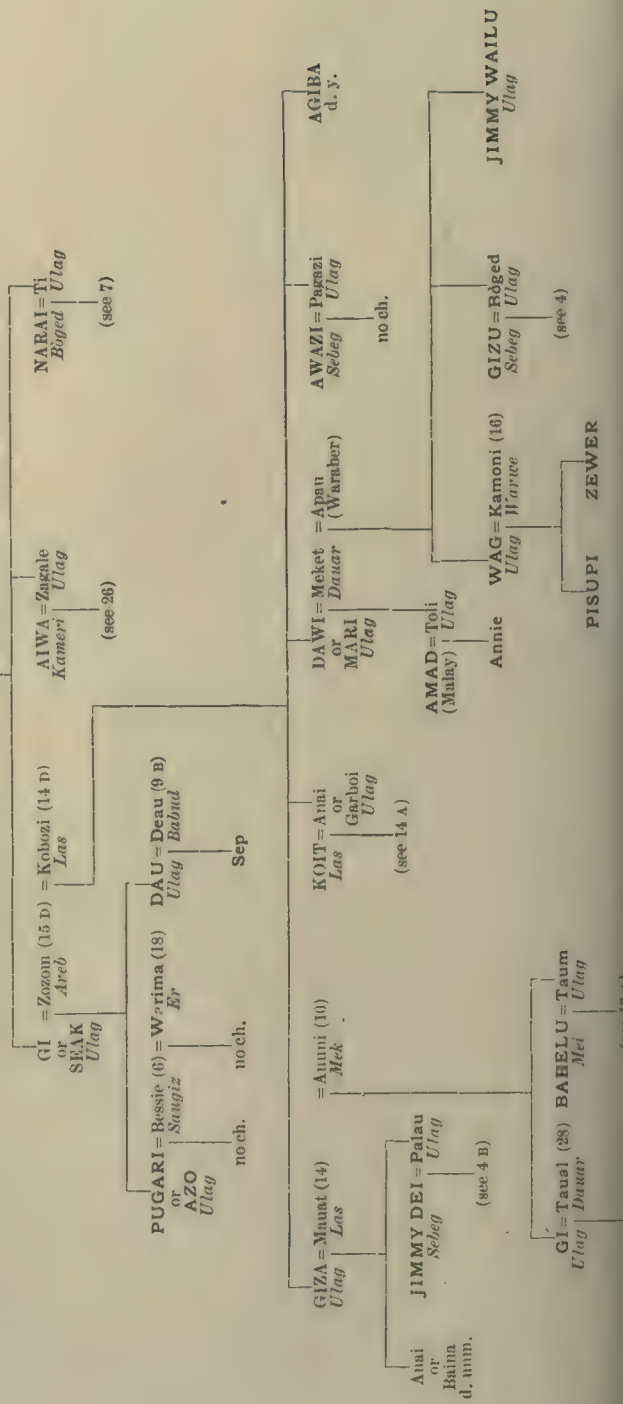 GI = Zozom (15 D) = Kobozi (14 D) AIWA = Zagale NARAI = Ti
or Areb Las Kameri Ulag Bòged Ulag
SEAK
Ulag (see 26) (see 7)
PUGARI = Bessie (6) = Warima (18) DAU = Deau (9 B)
or Saugiz Er Ulag Babud
AZO
Ulag
no ch. no ch. Sep
GIZA = Mauat (14) = Anuni (10) KOIT = Anai DAWI = Meket = Apau AWAZI = Pagazi AGIBA
Ulag Las Mek Las or or Dauar (Waraber) Sebeg Ulag d. y.
Garboi MARI
Ulag Ulag
(see 14 A) no ch.
Anai JIMMY DEI = Palau AMAD = Toli WAG = Kamoni (16) GIZU = Bòged JIMMY WAILU
or Sebeg Ulag (Malay) Ulag Ulag Warwe Sebeg Ulag Ulag
Baina
d. num. (see 4 B) Annie (see 4)
GI = Taual (28) BABELU = Taum PISUPI ZEWER
Ulag Dauar Mei Ulag